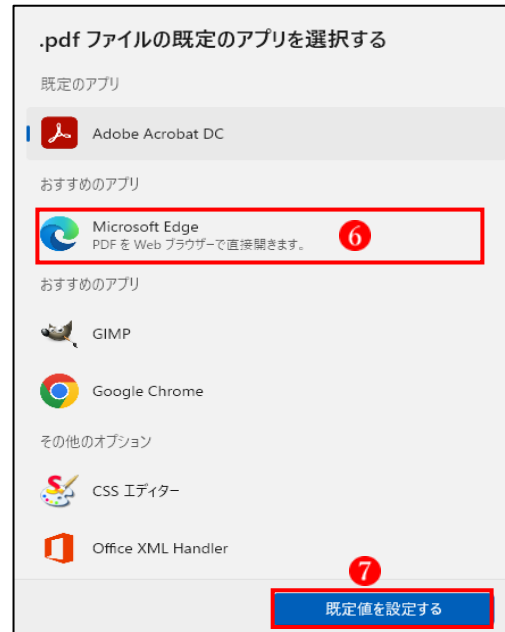 .pdf ファイルの既定のアプリを選択する
既定のアプリ
Adobe Acrobat DC
おすすめのアプリ
Microsoft Edge
PDF を Web ブラウザーで直接開きます。
6
おすすめのアプリ
GIMP
Google Chrome
その他のオプション
CSS エディター
Office XML Handler
7
既定値を設定する